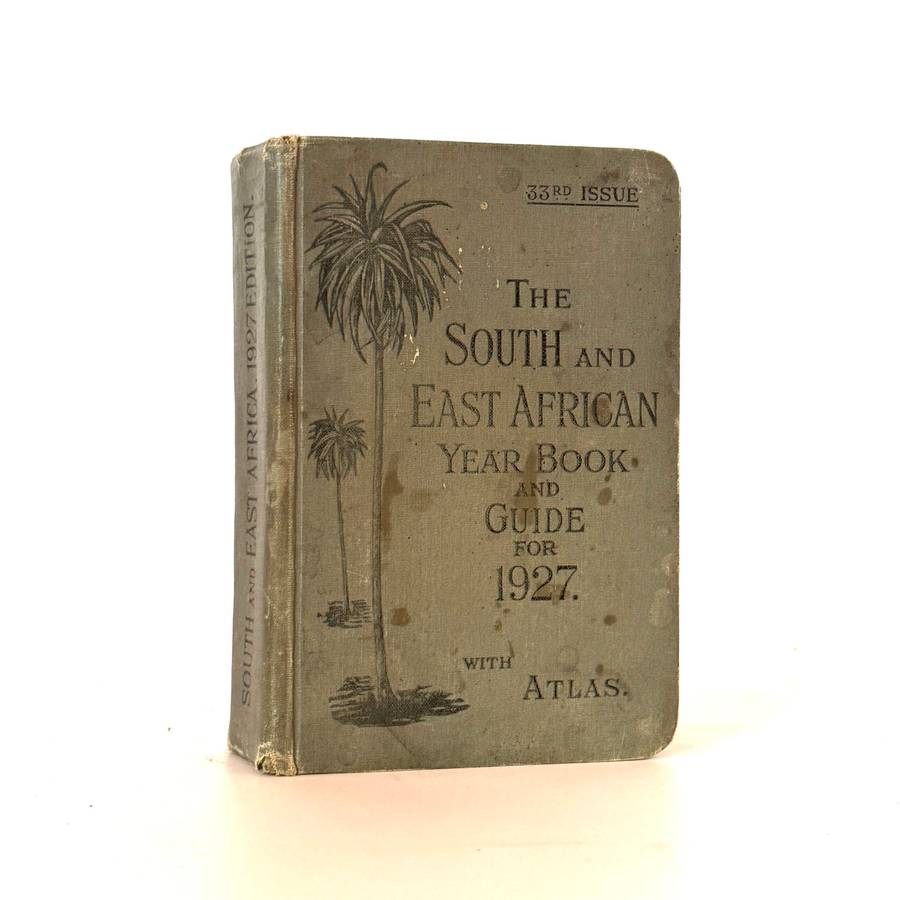 SOUTH AND EAST AFRICA. 1927 EDITION.
33RD ISSUE
THE
SOUTH AND
EAST AFRICAN
YEAR BOOK
AND
GUIDE
FOR
1927.
WITH
ATLAS.